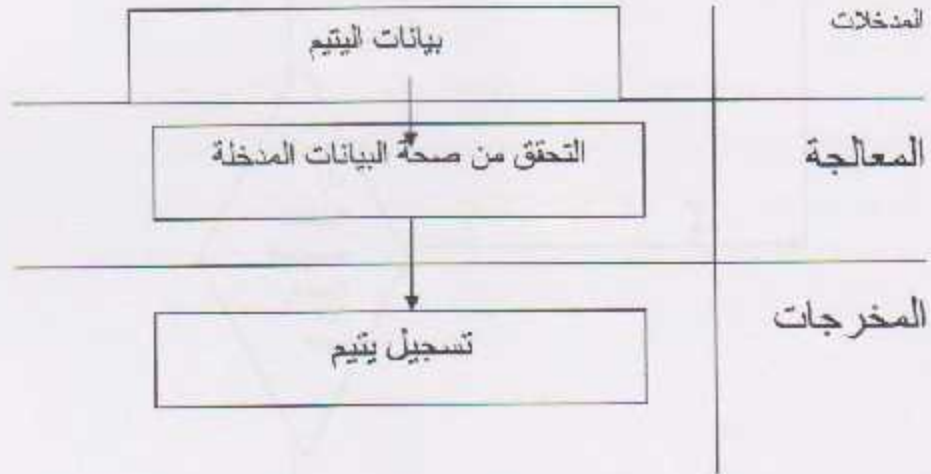 المدخلات
بيانات اليتيم
المعالجة
التحقق من صحة البيانات المدخلة
المخرجات
تسجيل يتيم